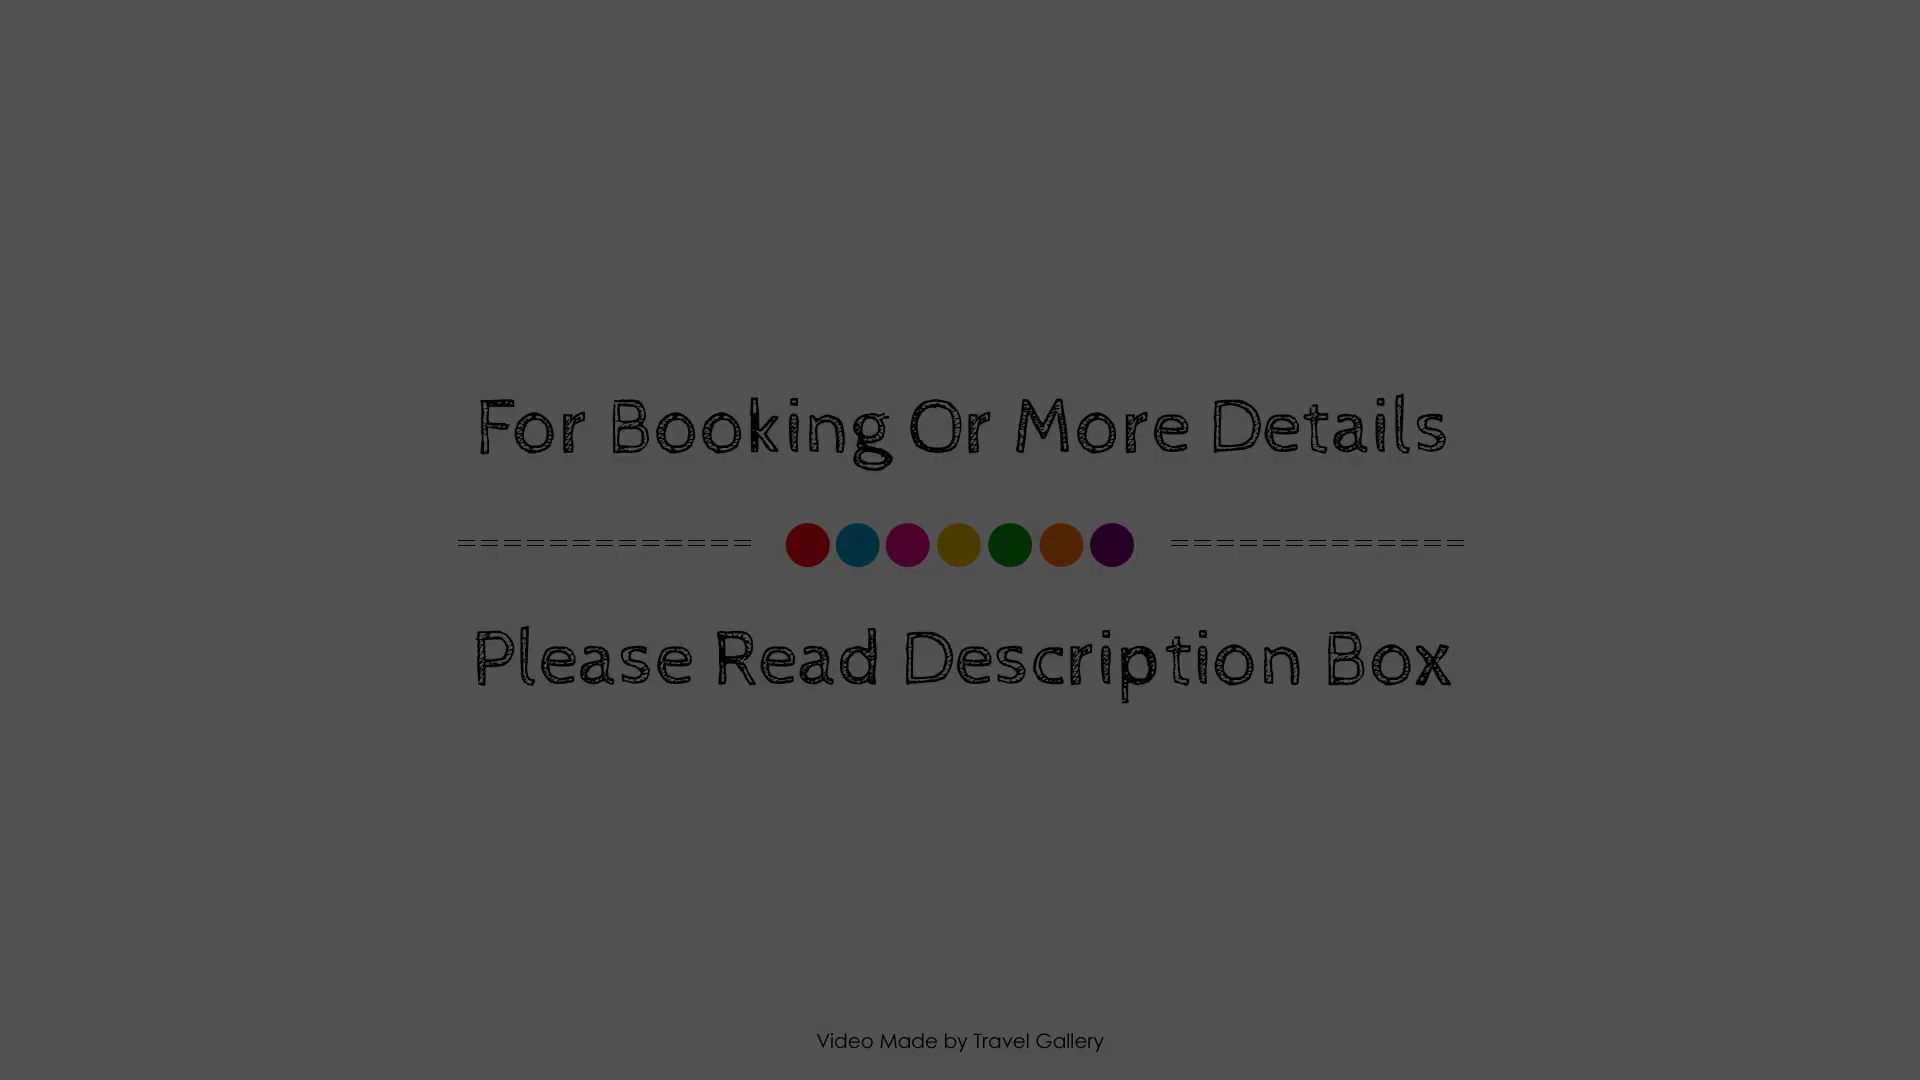 For Booking Or More Details
============= =============
Please Read Description Box
Video Made by Travel Gallery